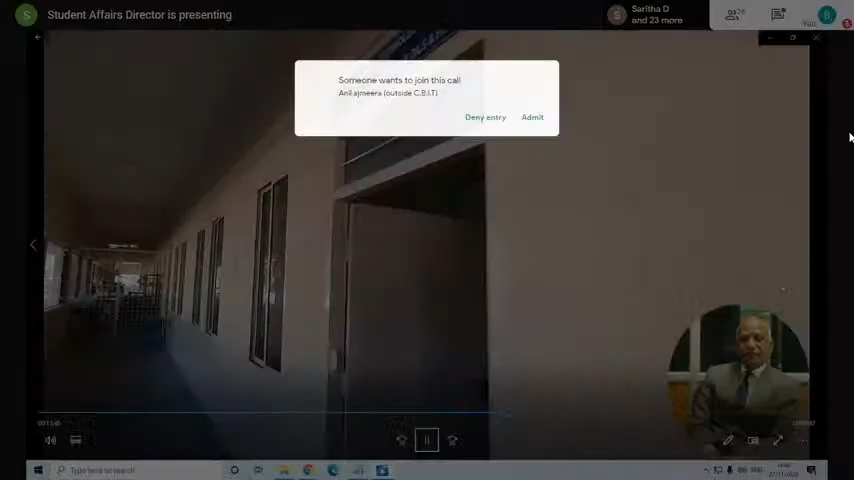 S Student Affairs Director is presenting
S Saritha D
and 23 more
26
You
B
Someone wants to join this call
Anil ajmeera (outside C.B.I.T)
Deny entry Admit
Type here to search